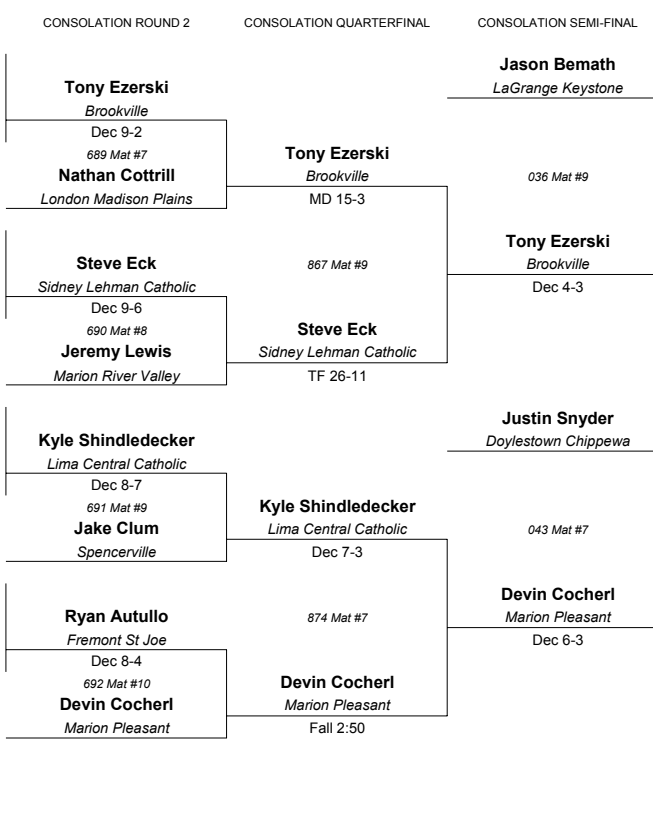 CONSOLATION ROUND 2
CONSOLATION QUARTERFINAL
CONSOLATION SEMI-FINAL
Tony Ezerski
Brookville
Dec 9-2
689 Mat #7
Nathan Cottrill
London Madison Plains
Steve Eck
Sidney Lehman Catholic
Dec 9-6
690 Mat #8
Jeremy Lewis
Marion River Valley
Kyle Shindledecker
Lima Central Catholic
Dec 8-7
691 Mat #9
Jake Clum
Spencerville
Ryan Autullo
Fremont St Joe
Dec 8-4
692 Mat #10
Devin Cocherl
Marion Pleasant
Tony Ezerski
Brookville
MD 15-3
867 Mat #9
Steve Eck
Sidney Lehman Catholic
TF 26-11
Kyle Shindledecker
Lima Central Catholic
Dec 7-3
874 Mat #7
Devin Cocherl
Marion Pleasant
Fall 2:50
Jason Bemath
LaGrange Keystone
036 Mat #9
Tony Ezerski
Brookville
Dec 4-3
Justin Snyder
Doylestown Chippewa
043 Mat #7
Devin Cocherl
Marion Pleasant
Dec 6-3